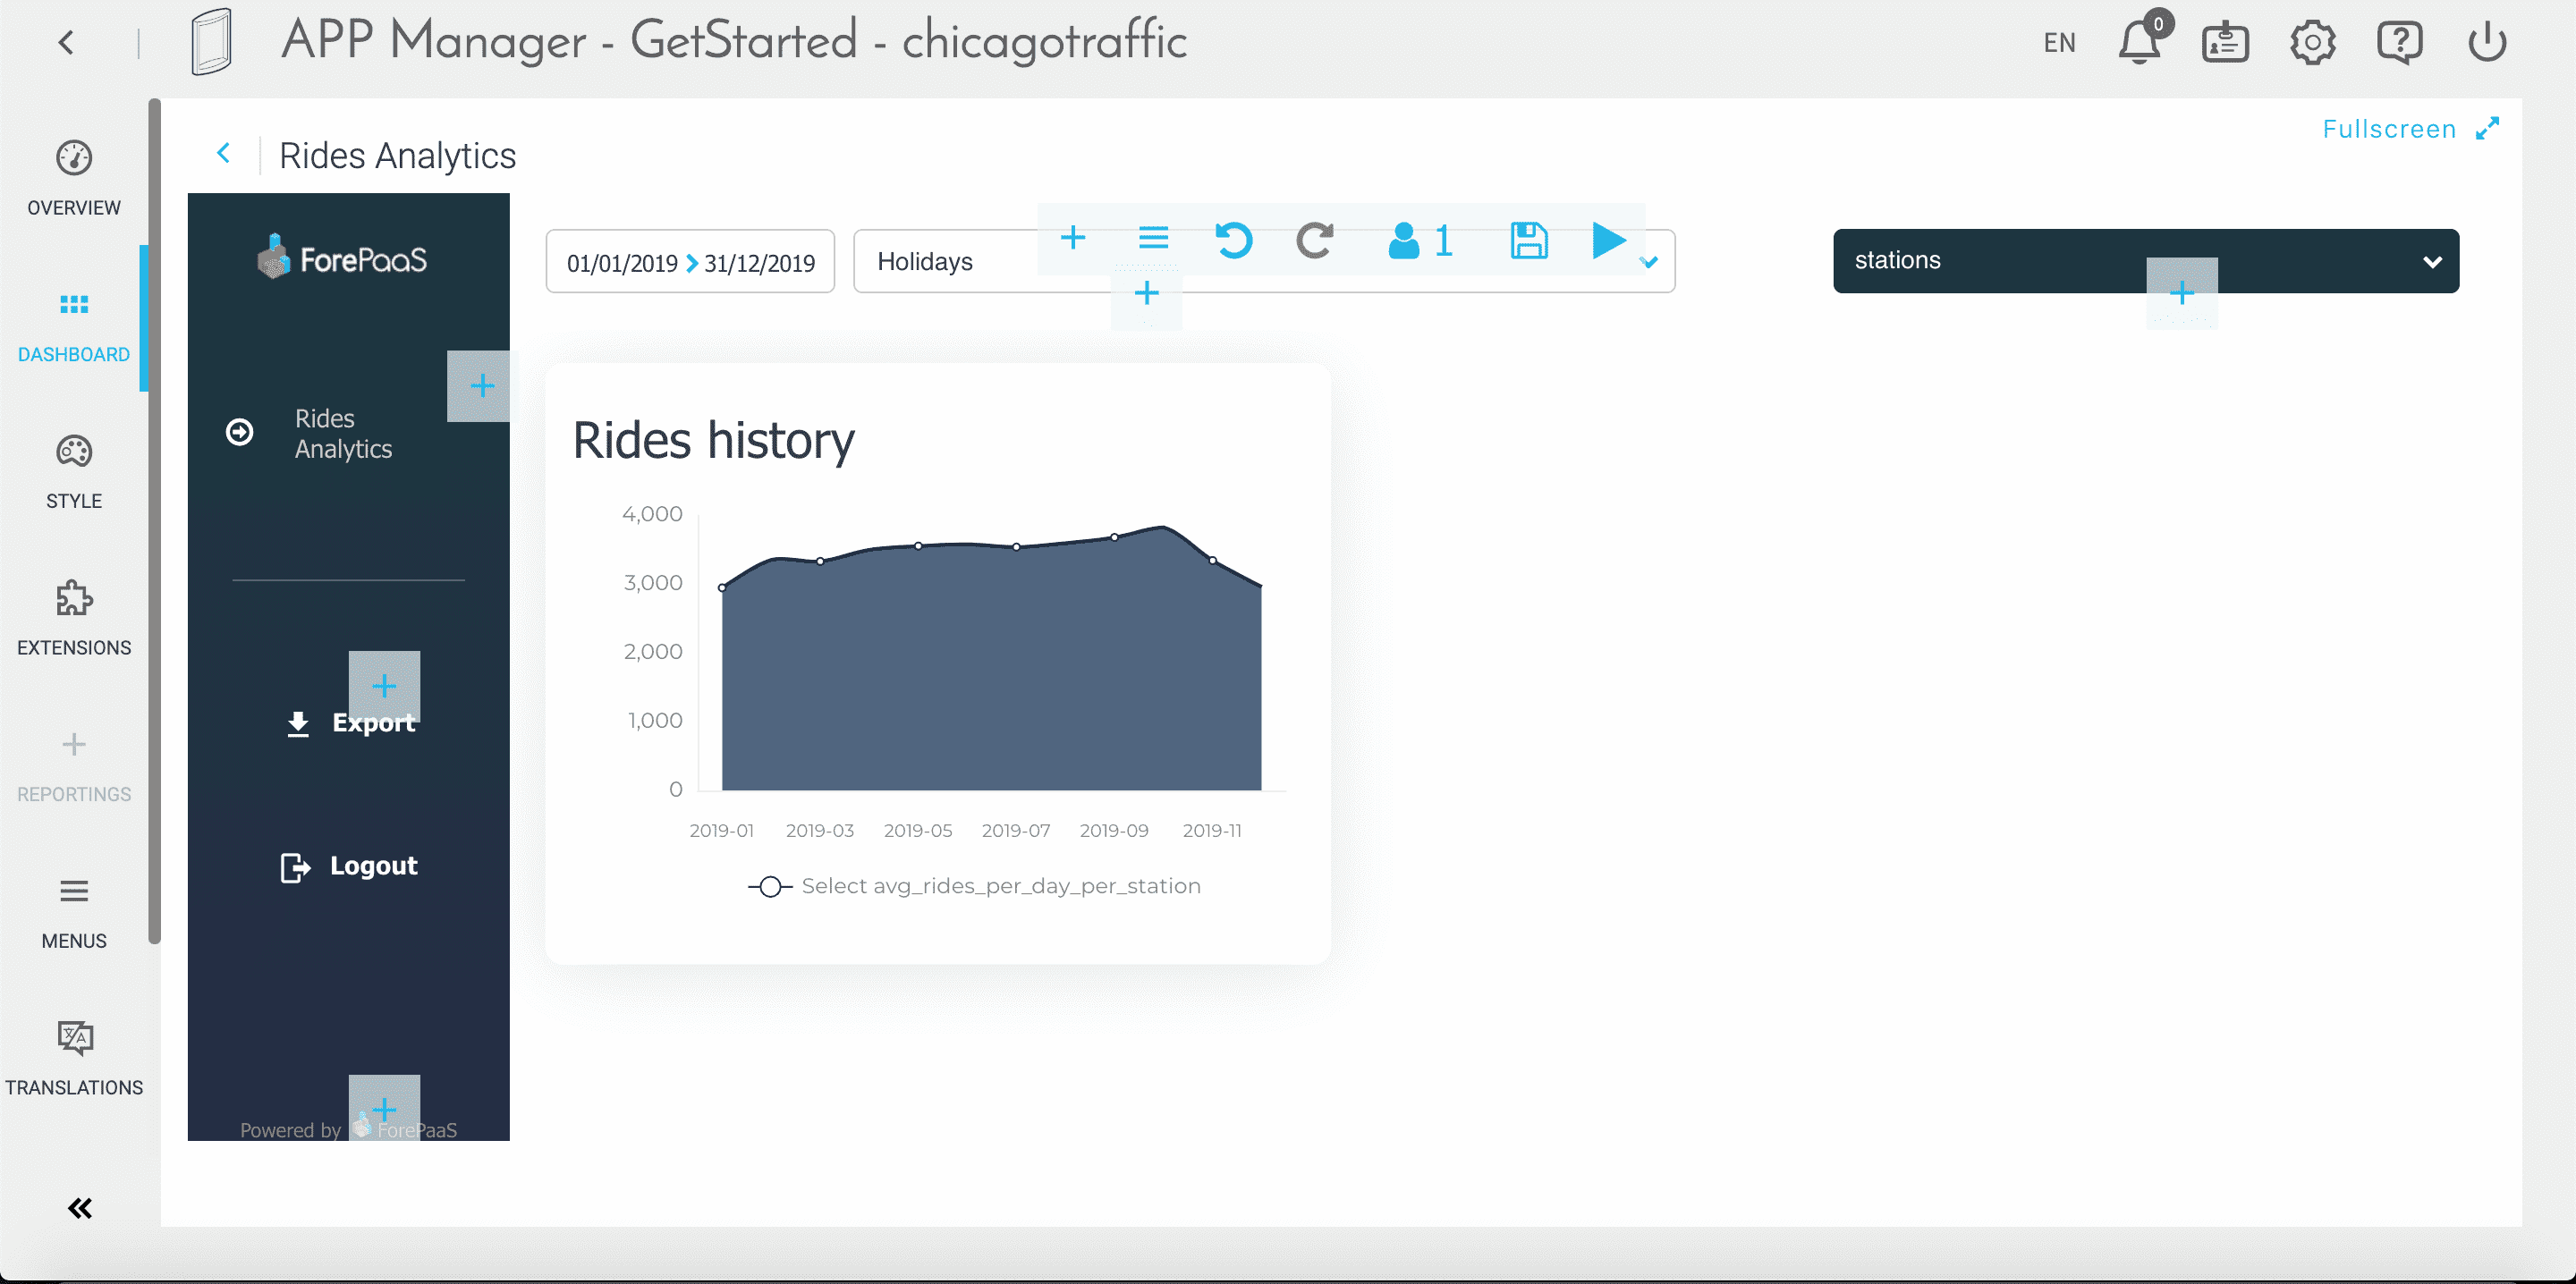 APP Manager - GetStarted - chicagotraffic
EN
0
Fullscreen
Rides Analytics
OVERVIEW
DASHBOARD
STYLE
EXTENSIONS
REPORTINGS
MENUS
TRANSLATIONS
ForePaaS
Rides
Analytics
Export
Logout
Powered by ForePaaS
01/01/2019 31/12/2019
Holidays
1
stations
Rides history
4,000
3,000
2,000
1,000
0
2019-01 2019-03 2019-05 2019-07 2019-09 2019-11
Select avg_rides_per_day_per_station